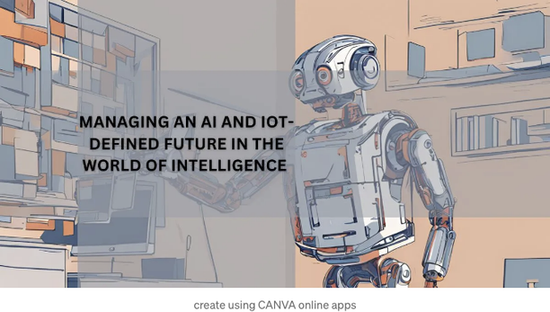 MANAGING AN AI AND IOT-
DEFINED FUTURE IN THE
WORLD OF INTELLIGENCE
create using CANVA online apps